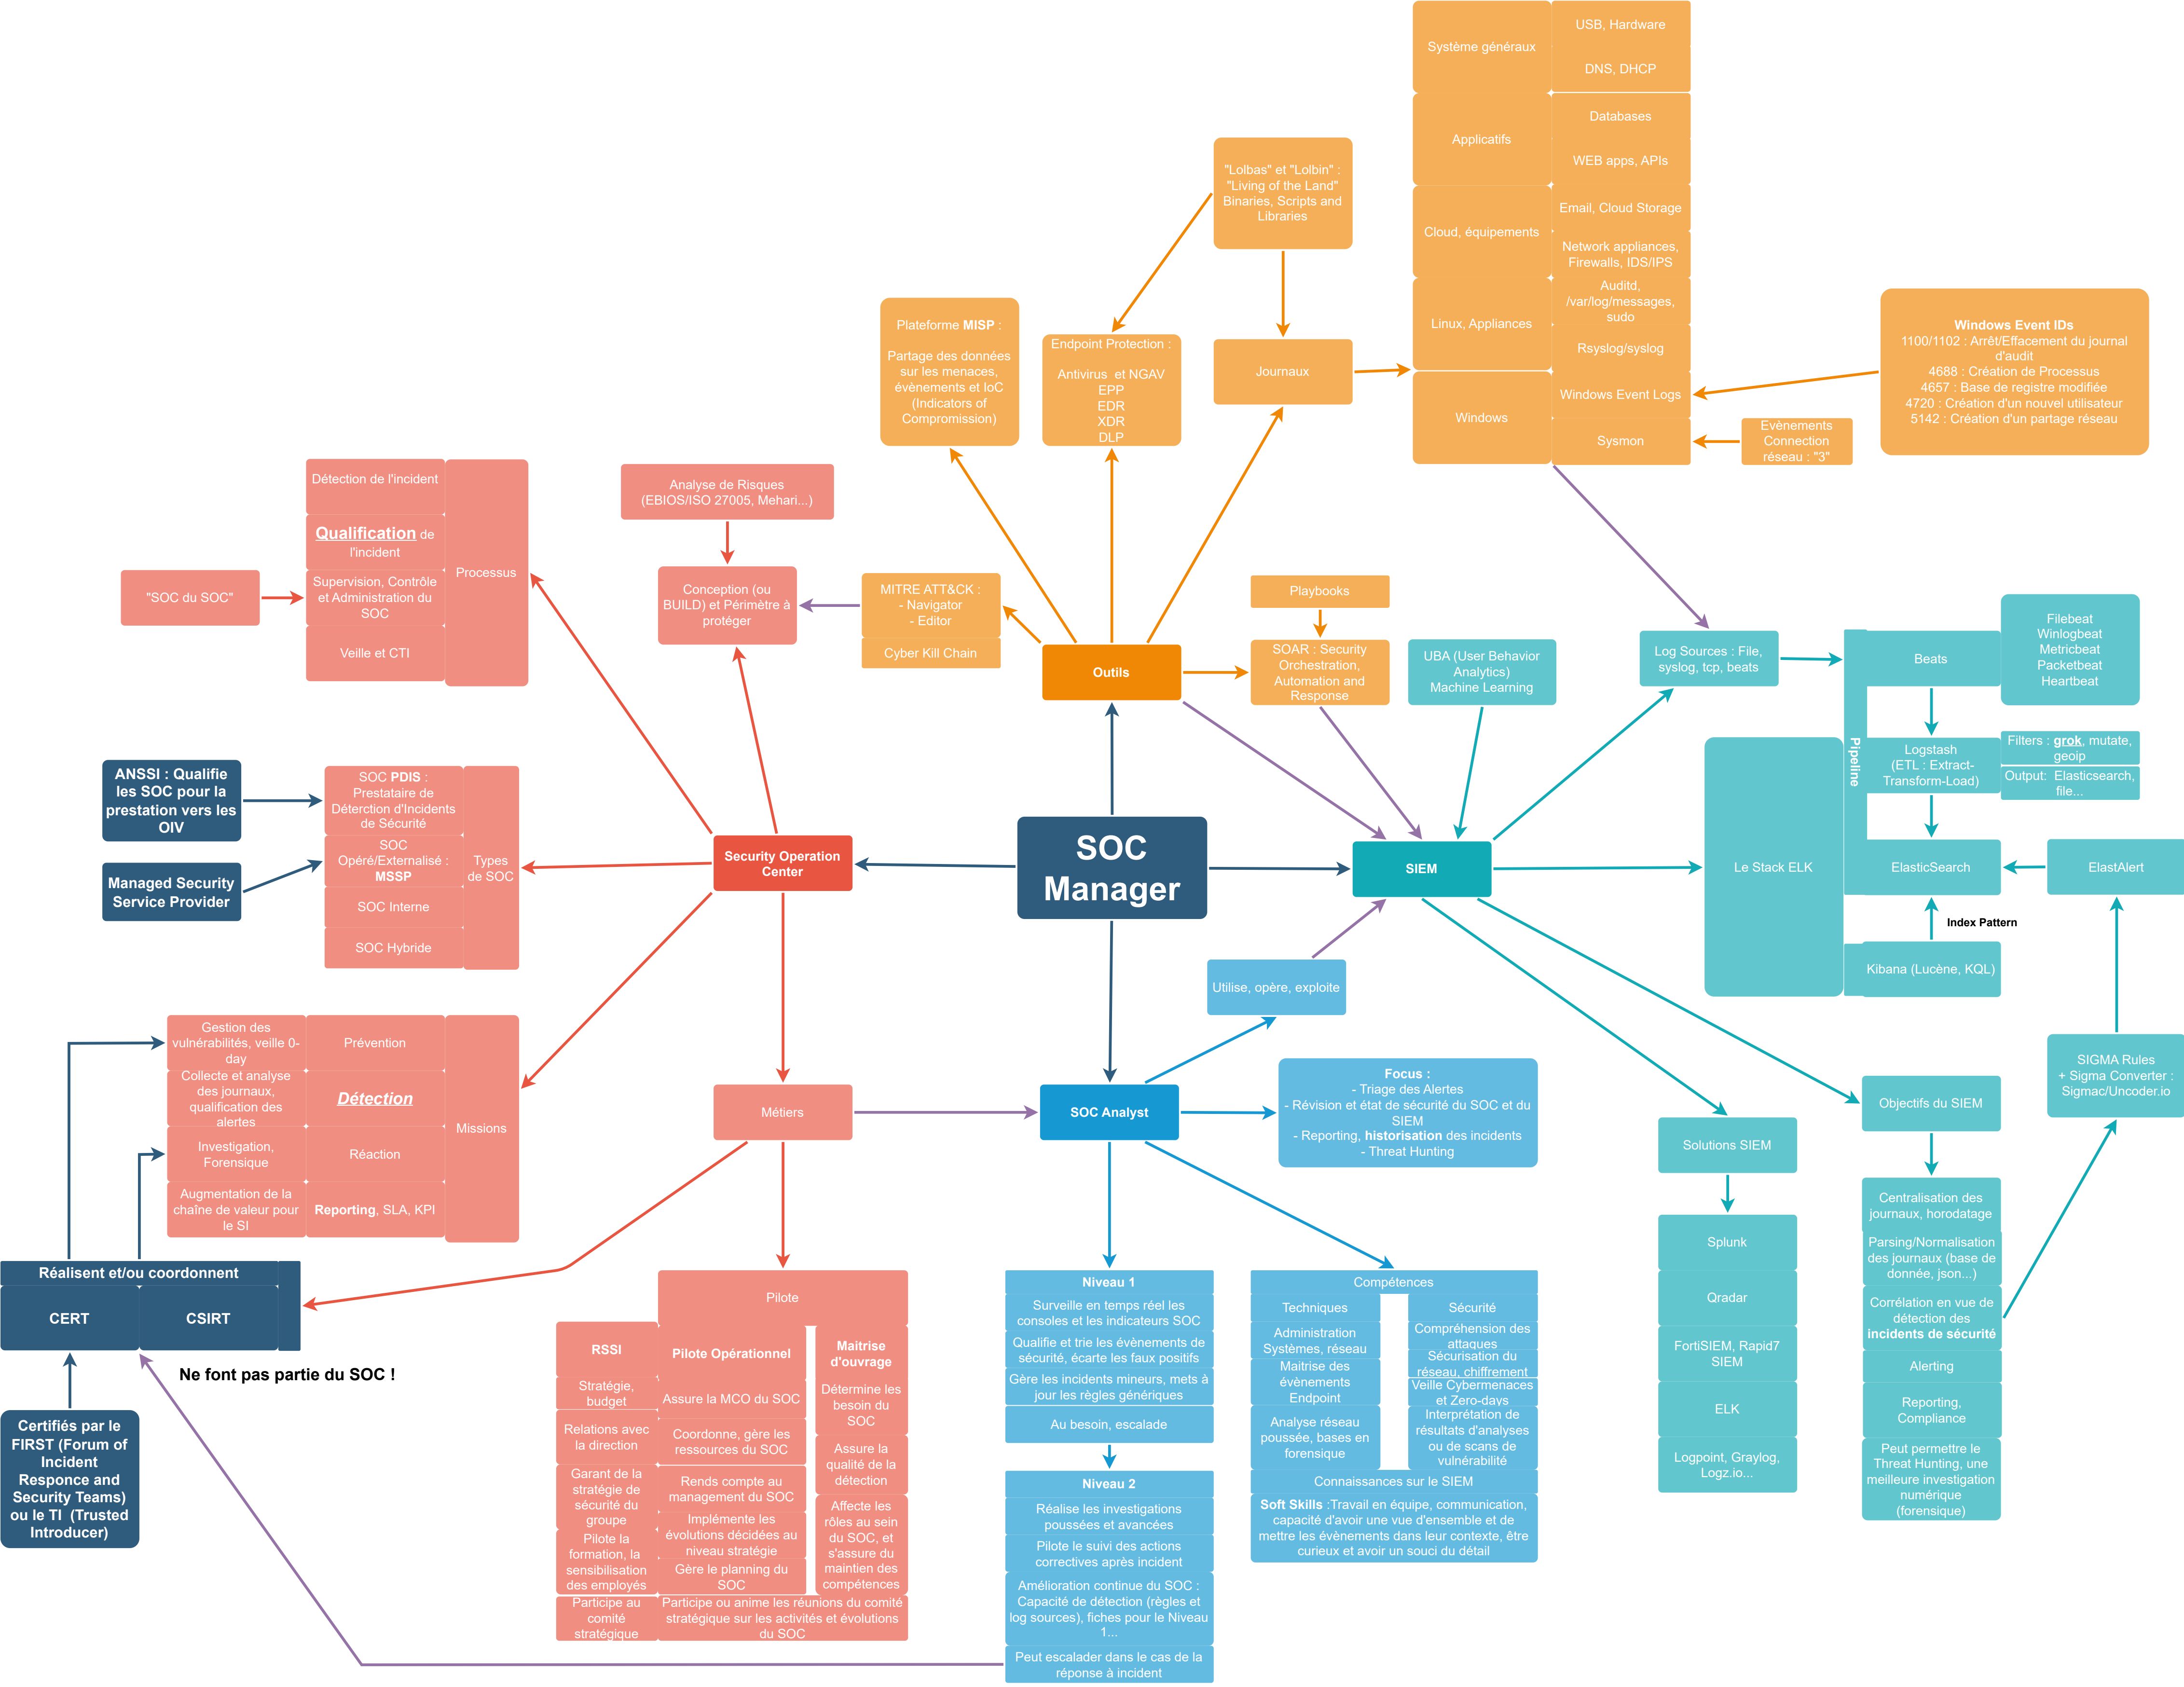 USB, Hardware
Système généraux
DNS, DHCP
Databases
Applicatifs
WEB apps, APIs
Email, Cloud Storage
Cloud, équipements
Network appliances,
Firewalls, IDS/IPS
Auditd,
/var/log/messages,
sudo
Linux, Appliances
Rsyslog/syslog
Windows Event Logs
Windows
Sysmon
"Lolbas" et "Lolbin" :
"Living of the Land"
Binaries, Scripts and
Libraries
Plateforme MISP :
Partage des données
sur les menaces,
évènements et IoC
(Indicators of
Compromission)
Endpoint Protection :
Antivirus et NGAV
EPP
EDR
XDR
DLP
Journaux
Windows Event IDs
1100/1102 : Arrêt/Effacement du journal
d'audit
4688 : Création de Processus
4657 : Base de registre modifiée
4720 : Création d'un nouvel utilisateur
5142 : Création d'un partage réseau
Evènements
Connection
réseau : "3"
Détection de l'incident
Qualification de
l'incident
Supervision, Contrôle
et Administration du
SOC
Veille et CTI
Processus
"SOC du SOC"
Analyse de Risques
(EBIOS/ISO 27005, Mehari...)
Conception (ou
BUILD) et Périmètre à
protéger
MITRE ATT&CK :
- Navigator
- Editor
Cyber Kill Chain
Outils
Playbooks
SOAR : Security
Orchestration,
Automation and
Response
UBA (User Behavior
Analytics)
Machine Learning
Log Sources : File,
syslog, tcp, beats
Pipeline
Beats
Filebeat
Winlogbeat
Metricbeat
Packetbeat
Heartbeat
Logstash
(ETL : Extract-
Transform-Load)
Filters : grok, mutate,
geoip
Output: Elasticsearch,
file...
Le Stack ELK
ElasticSearch
ElastAlert
Index Pattern
Kibana (Lucène, KQL)
ANSSI : Qualifie
les SOC pour la
prestation vers les
OIV
Managed Security
Service Provider
SOC PDIS :
Prestataire de
Déterction d'Incidents
de Sécurité
SOC
Opéré/Externalisé :
MSSP
SOC Interne
SOC Hybride
Types
de SOC
Security Operation
Center
SOC
Manager
SIEM
Utilise, opère, exploite
Gestion des
vulnérabilités, veille 0-
day
Prévention
Collecte et analyse
des journaux,
qualification des
alertes
Détection
Investigation,
Forensique
Réaction
Augmentation de la
chaîne de valeur pour
le SI
Reporting, SLA, KPI
Missions
Métiers
SOC Analyst
Focus :
- Triage des Alertes
- Révision et état de sécurité du SOC et du
SIEM
- Reporting, historisation des incidents
- Threat Hunting
SIGMA Rules
+ Sigma Converter :
Sigmac/Uncoder.io
Objectifs du SIEM
Solutions SIEM
Splunk
Qradar
FortiSIEM, Rapid7
SIEM
ELK
Logpoint, Graylog,
Logz.io...
Centralisation des
journaux, horodatage
Parsing/Normalisation
des journaux (base de
donnée, json...)
Corrélation en vue de
détection des
incidents de sécurité
Alerting
Reporting,
Compliance
Peut permettre le
Threat Hunting, une
meilleure investigation
numérique
(forensique)
Réalisent et/ou coordonnent
CERT
CSIRT
Ne font pas partie du SOC !
Certifiés par le
FIRST (Forum of
Incident
Responce and
Security Teams)
ou le TI (Trusted
Introducer)
Pilote
RSSI
Stratégie,
budget
Relations avec
la direction
Garant de la
stratégie de
sécurité du
groupe
Pilote la
formation, la
sensibilisation
des employés
Participe au
comité
stratégique
Pilote Opérationnel
Assure la MCO du SOC
Coordonne, gère les
ressources du SOC
Rends compte au
management du SOC
Implémente les
évolutions décidées au
niveau stratégie
Gère le planning du
SOC
Maitrise
d'ouvrage
Détermine les
besoin du
SOC
Assure la
qualité de la
détection
Affecte les
rôles au sein
du SOC, et
s'assure du
maintien des
compétences
Participe ou anime les réunions du comité
stratégique sur les activités et évolutions
du SOC
Niveau 1
Surveille en temps réel les
consoles et les indicateurs SOC
Qualifie et trie les évènements de
sécurité, écarte les faux positifs
Gère les incidents mineurs, mets à
jour les règles génériques
Au besoin, escalade
Niveau 2
Réalise les investigations
poussées et avancées
Pilote le suivi des actions
correctives après incident
Amélioration continue du SOC :
Capacité de détection (règles et
log sources), fiches pour le Niveau
1...
Peut escalader dans le cas de la
réponse à incident
Compétences
Techniques
Administration
Systèmes, réseau
Maitrise des
évènements
Endpoint
Analyse réseau
poussée, bases en
forensique
Sécurité
Compréhension des
attaques
Sécurisation du
réseau, chiffrement
Veille Cybermenaces
et Zero-days
Interprétation de
résultats d'analyses
ou de scans de
vulnérabilité
Connaissances sur le SIEM
Soft Skills :Travail en équipe, communication,
capacité d'avoir une vue d'ensemble et de
mettre les évènements dans leur contexte, être
curieux et avoir un souci du détail